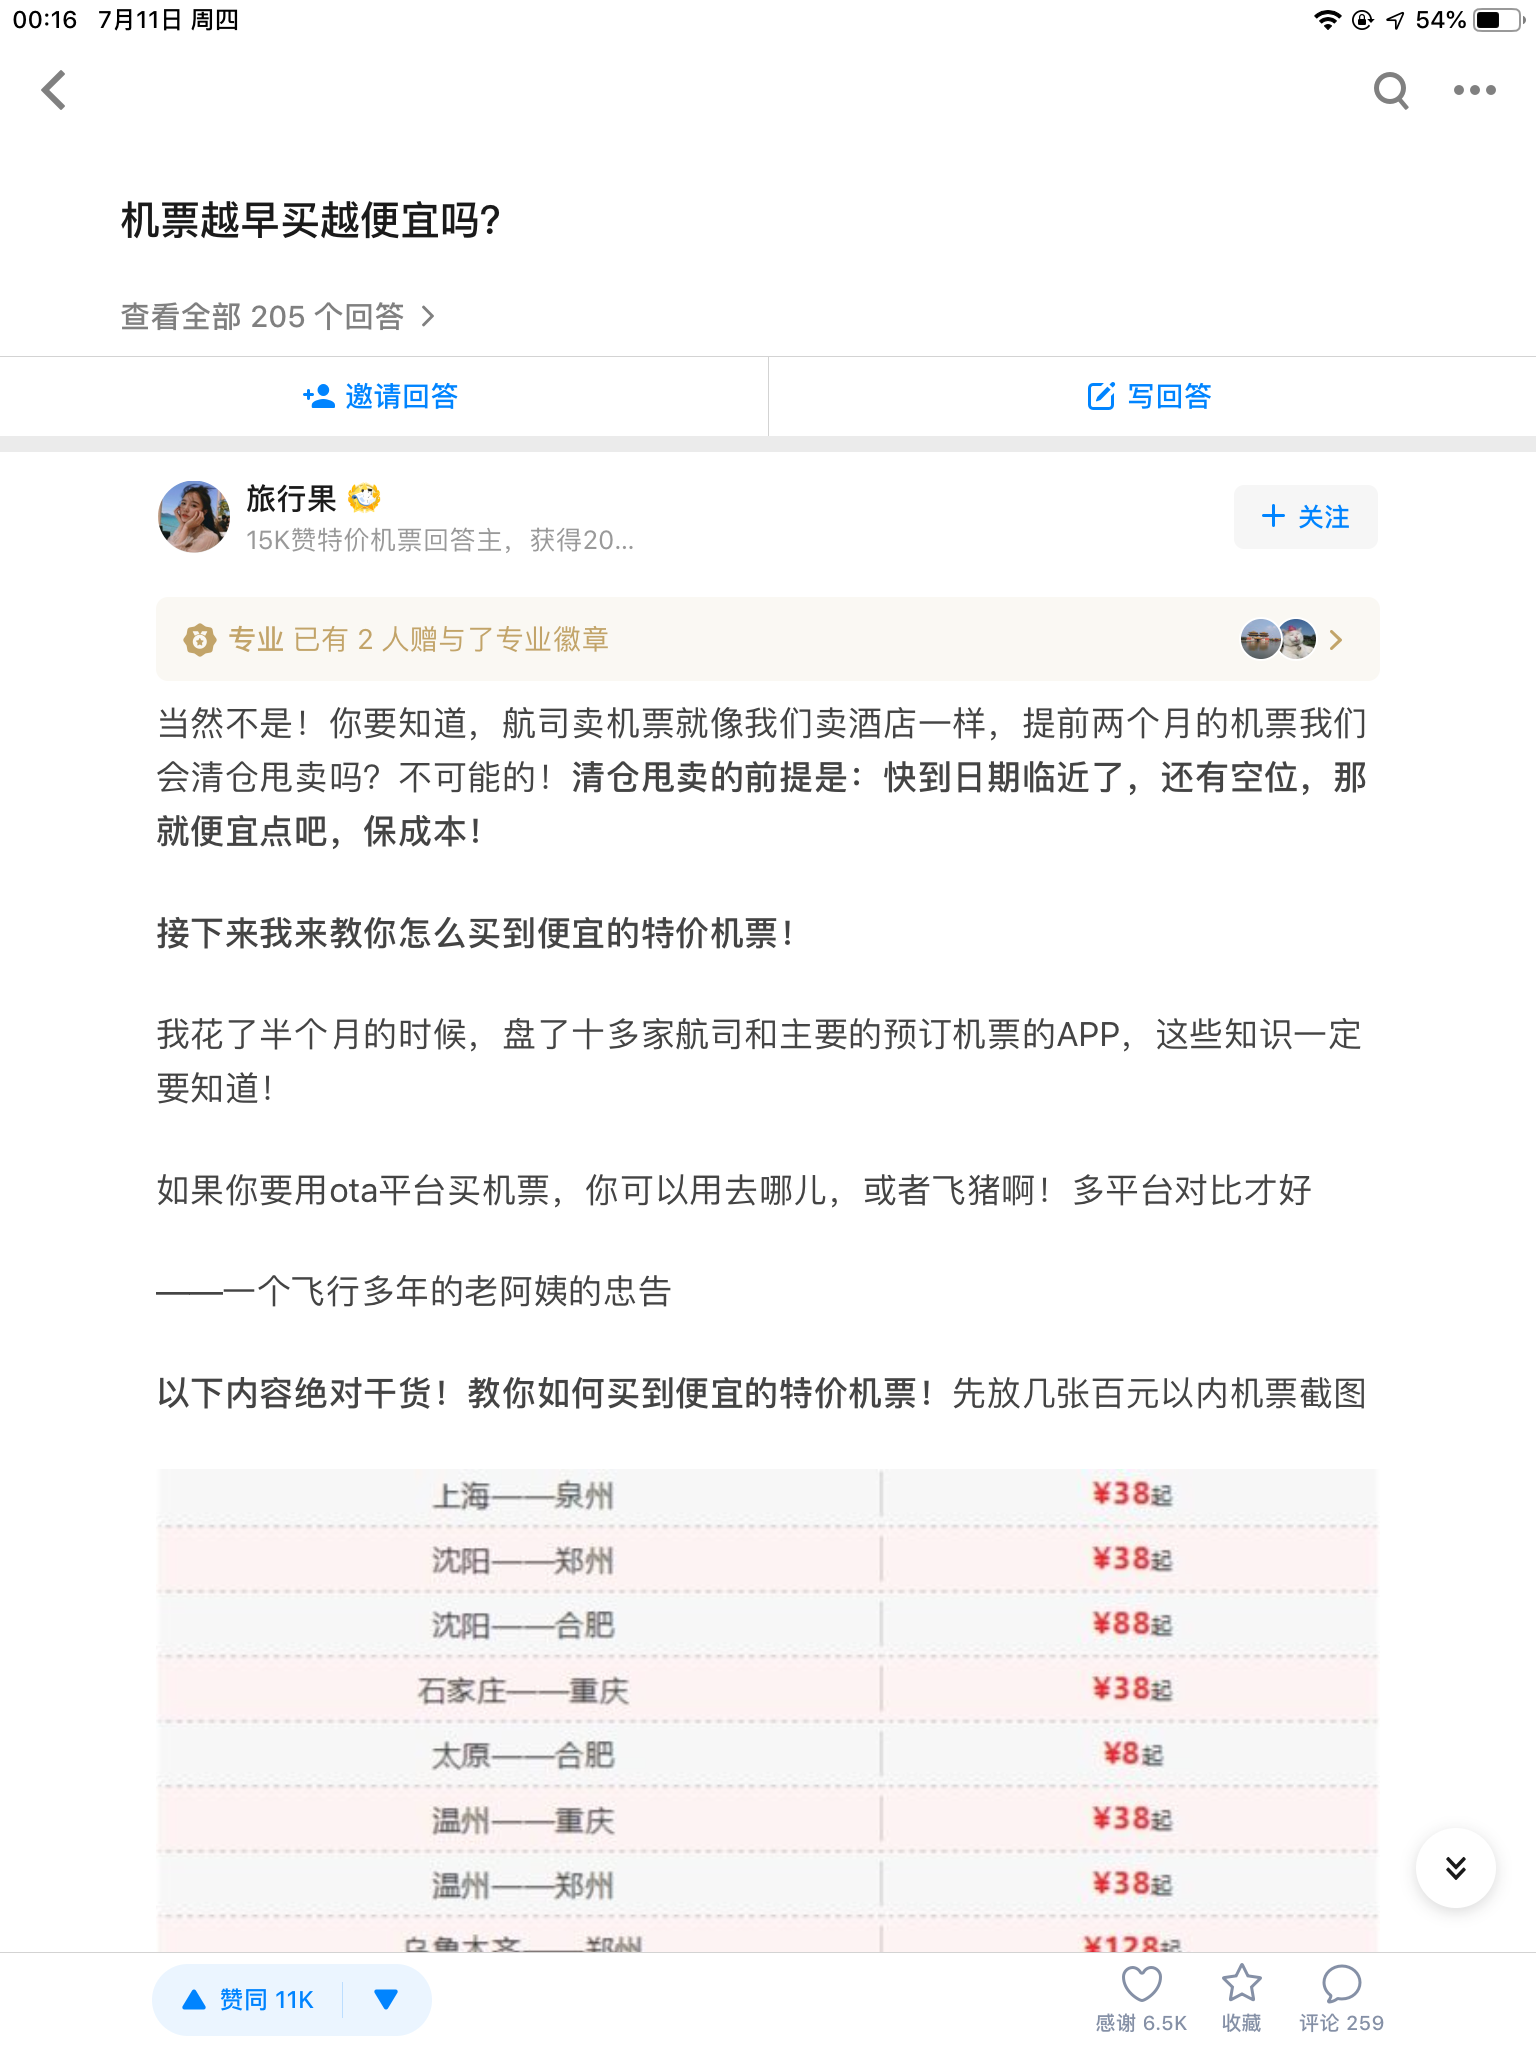 00:16 7月11日 周四 54%
机票越早买越便宜吗?
查看全部 205 个回答
邀请回答 写回答
旅行果
15K赞特价机票回答主，获得20...
+ 关注
专业 已有 2 人赠与了专业徽章
当然不是！你要知道，航司卖机票就像我们卖酒店一样，提前两个月的机票我们
会清仓甩卖吗？不可能的！清仓甩卖的前提是：快到日期临近了，还有空位，那
就便宜点吧，保成本！
接下来我来教你怎么买到便宜的特价机票！
我花了半个月的时候，盘了十多家航司和主要的预订机票的APP，这些知识一定
要知道！
如果你要用ota平台买机票，你可以用去哪儿，或者飞猪啊！多平台对比才好
——一个飞行多年的老阿姨的忠告
以下内容绝对干货！教你如何买到便宜的特价机票！先放几张百元以内机票截图
上海——泉州 ¥38起
沈阳——郑州 ¥38起
沈阳——合肥 ¥88起
石家庄——重庆 ¥38起
太原——合肥 ¥8起
温州——重庆 ¥38起
温州——郑州 ¥38起
乌鲁木齐——郑州 ¥128起
赞同 11K
感谢 6.5K 收藏 评论 259